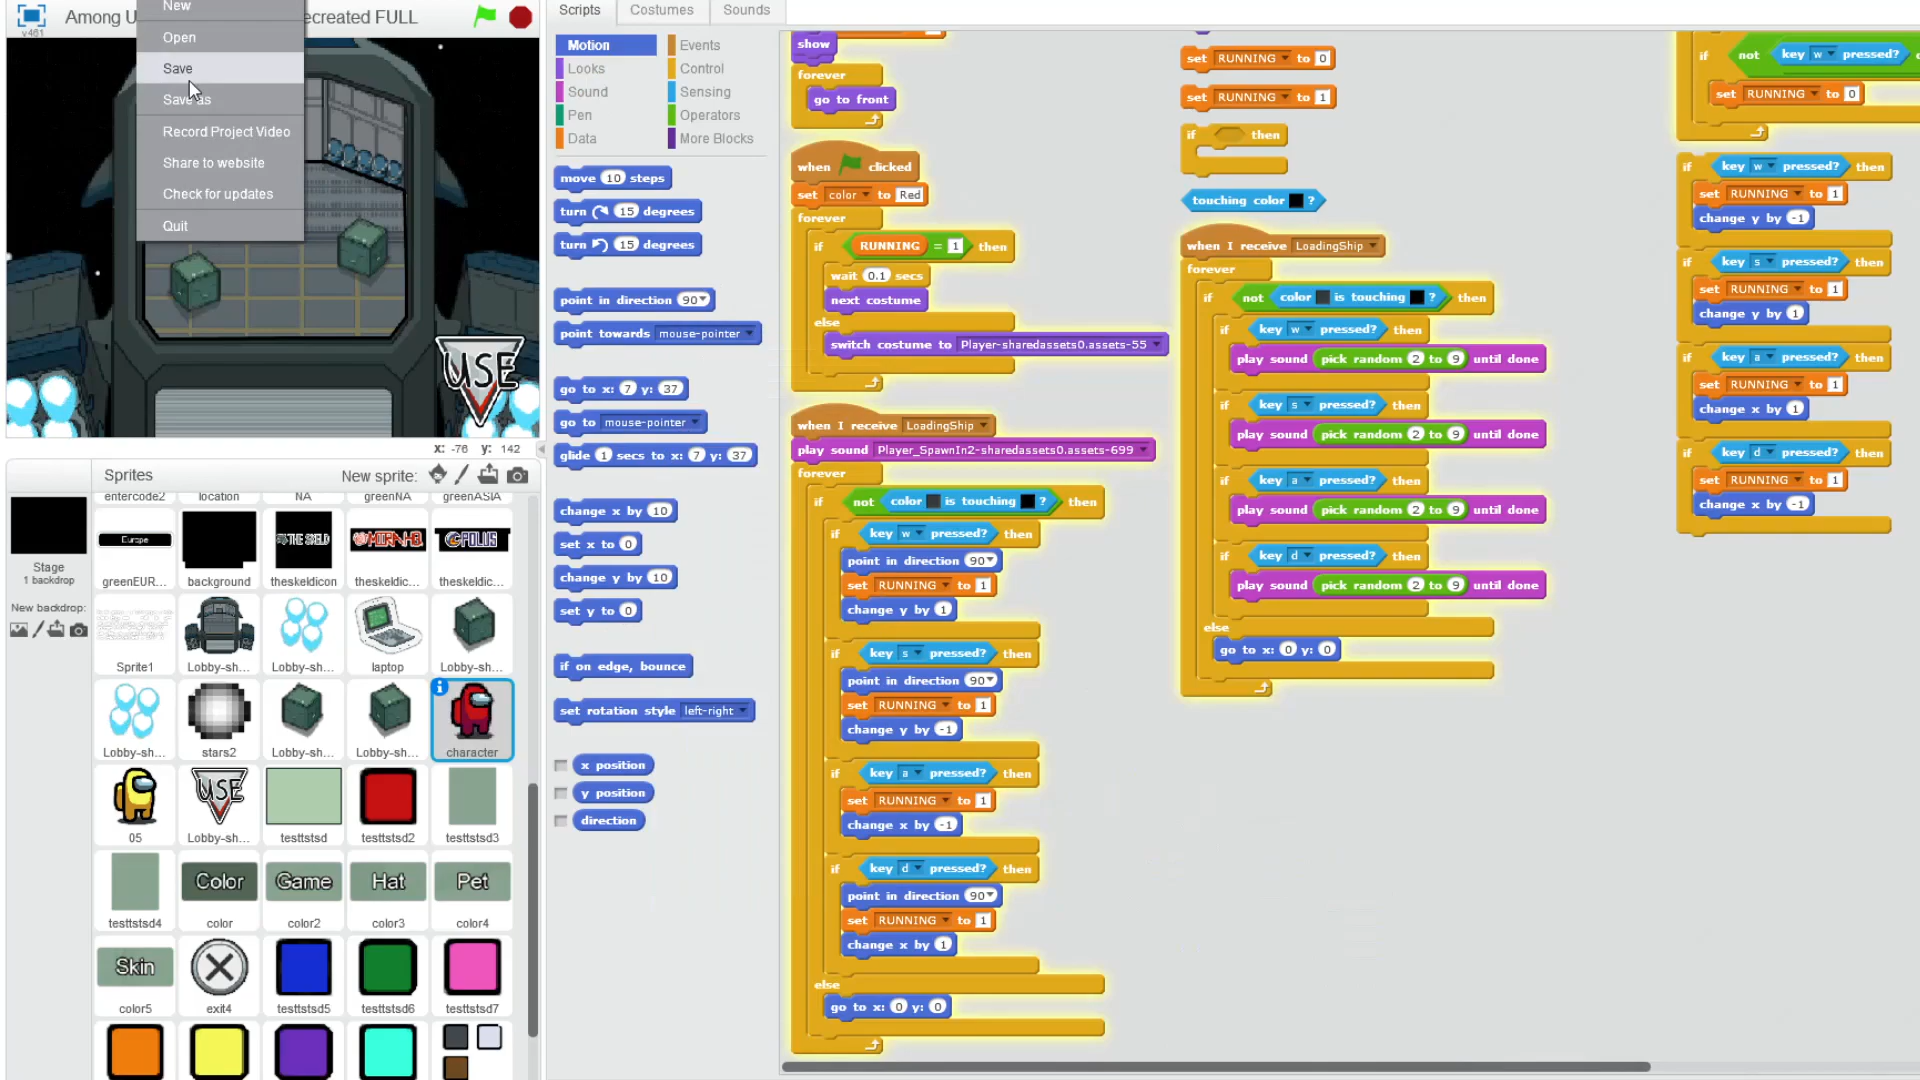 New
Open
Save
Save as
Record Project Video
Share to website
Check for updates
Quit
Among U
ecreated FULL
v461
USE
x: -76 y: 142
Scripts
Costumes
Sounds
Motion
Looks
Sound
Pen
Data
Events
Control
Sensing
Operators
More Blocks
move 10 steps
turn 15 degrees
turn 15 degrees
point in direction 90
point towards mouse-pointer
go to x: 7 y: 37
go to mouse-pointer
glide 1 secs to x: 7 y: 37
change x by 10
set x to 0
change y by 10
set y to 0
if on edge, bounce
set rotation style left-right
x position
y position
direction
Sprites
New sprite:
Stage
1 backdrop
New backdrop:
entercode2
location
NA
greenNA
greenASIA
Europe
THE SKELD
MIRA HQ
POLUS
greenEUR...
background
theskeldicon
theskeldic...
theskeldic...
Sprite1
Lobby-sh...
Lobby-sh...
laptop
Lobby-sh...
Lobby-sh...
stars2
Lobby-sh...
Lobby-sh...
character
USE
05
Lobby-sh...
testtstsd
testtstsd2
testtstsd3
Color
Game
Hat
Pet
testtstsd4
color
color2
color3
color4
Skin
color5
exit4
testtstsd5
testtstsd6
testtstsd7
show
forever
go to front
when clicked
set color to Red
forever
if RUNNING = 1 then
wait 0.1 secs
next costume
else
switch costume to Player-sharedassets0.assets-55
when I receive LoadingShip
play sound Player_SpawnIn2-sharedassets0.assets-699
forever
if not color is touching ? then
if key w pressed? then
point in direction 90
set RUNNING to 1
change y by 1
if key s pressed? then
point in direction 90
set RUNNING to 1
change y by -1
if key a pressed? then
set RUNNING to 1
change x by -1
if key d pressed? then
point in direction 90
set RUNNING to 1
change x by 1
else
go to x: 0 y: 0
set RUNNING to 0
set RUNNING to 1
if then
touching color ?
when I receive LoadingShip
forever
if not color is touching ? then
if key w pressed? then
play sound pick random 2 to 9 until done
if key s pressed? then
play sound pick random 2 to 9 until done
if key a pressed? then
play sound pick random 2 to 9 until done
if key d pressed? then
play sound pick random 2 to 9 until done
else
go to x: 0 y: 0
if not key w pressed?
set RUNNING to 0
if key w pressed? then
set RUNNING to 1
change y by -1
if key s pressed? then
set RUNNING to 1
change y by 1
if key a pressed? then
set RUNNING to 1
change x by 1
if key d pressed? then
set RUNNING to 1
change x by -1